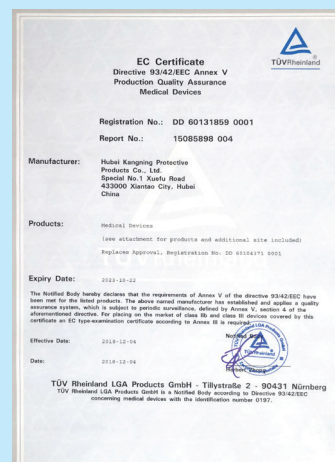 TÜVRheinland®
EC Certificate
Directive 93/42/EEC Annex V
Production Quality Assurance
Medical Devices
Registration No.: DD 60131859 0001
Report No.: 15085898 004
Manufacturer: Hubei Kangning Protective
Products Co., Ltd.
Special No.1 Xuefu Road
433000 Xiantao City, Hubei
China
Products: Medical Devices
(see attachment for products and additional site included)
Replaces Approval, Registration No. DD 60104371 0001
Expiry Date: 2023-10-22
The Notified Body hereby declares that the requirements of Annex V of the directive 93/42/EEC have
been met for the listed products. The above named manufacturer has established and applies a quality
assurance system, which is subject to periodic surveillance, defined by Annex V, section 4 of the
aforementioned directive. For placing on the market of class IIb and class III devices covered by this
certificate an EC type-examination certificate according to Annex III is required.
Effective Date: 2018-12-04
Date: 2018-12-04
TÜV Rheinland LGA Products GmbH - Tillystraße 2 - 90431 Nürnberg
TÜV Rheinland LGA Products GmbH is a Notified Body according to Directive 93/42/EEC
concerning medical devices with the identification number 0197.